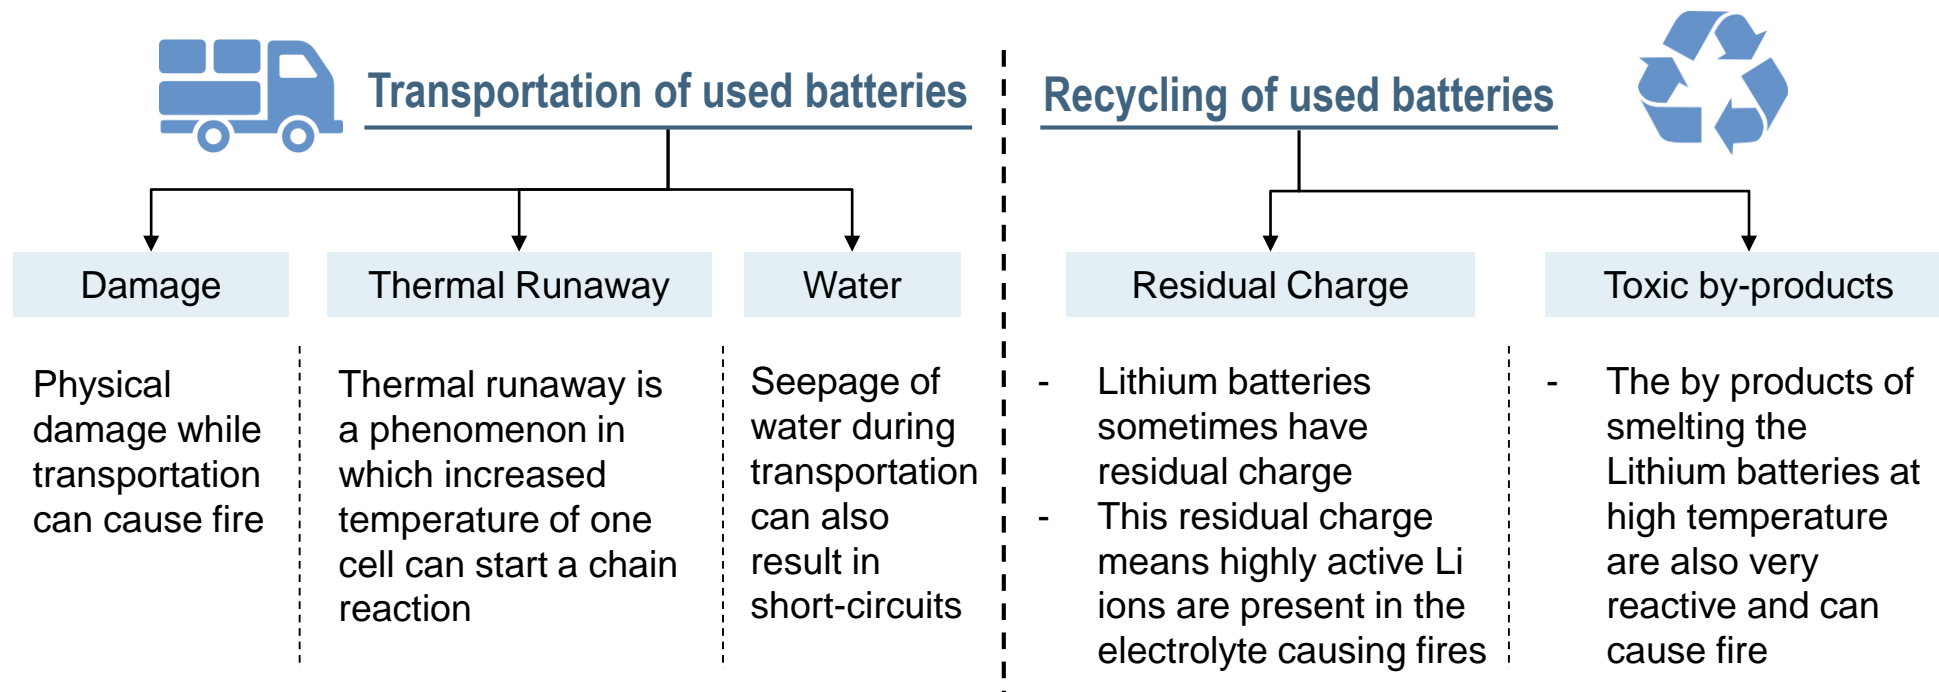 Transportation of used batteries
Damage
Physical
damage while
transportation
can cause fire
Thermal Runaway
Thermal runaway is
a phenomenon in
which increased
temperature of one
cell can start a chain
reaction
Water
Seepage of
water during
transportation
can also
result in
short-circuits
Recycling of used batteries
Residual Charge
- Lithium batteries
sometimes have
residual charge
- This residual charge
means highly active Li
ions are present in the
electrolyte causing fires
Toxic by-products
- The by products of
smelting the
Lithium batteries at
high temperature
are also very
reactive and can
cause fire